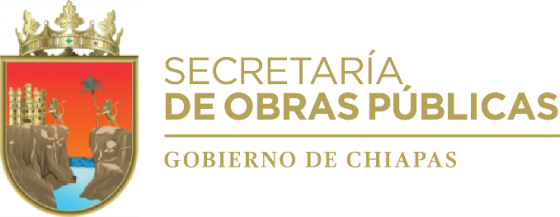 SECRETARÍA
DE OBRAS PÚBLICAS
GOBIERNO DE CHIAPAS